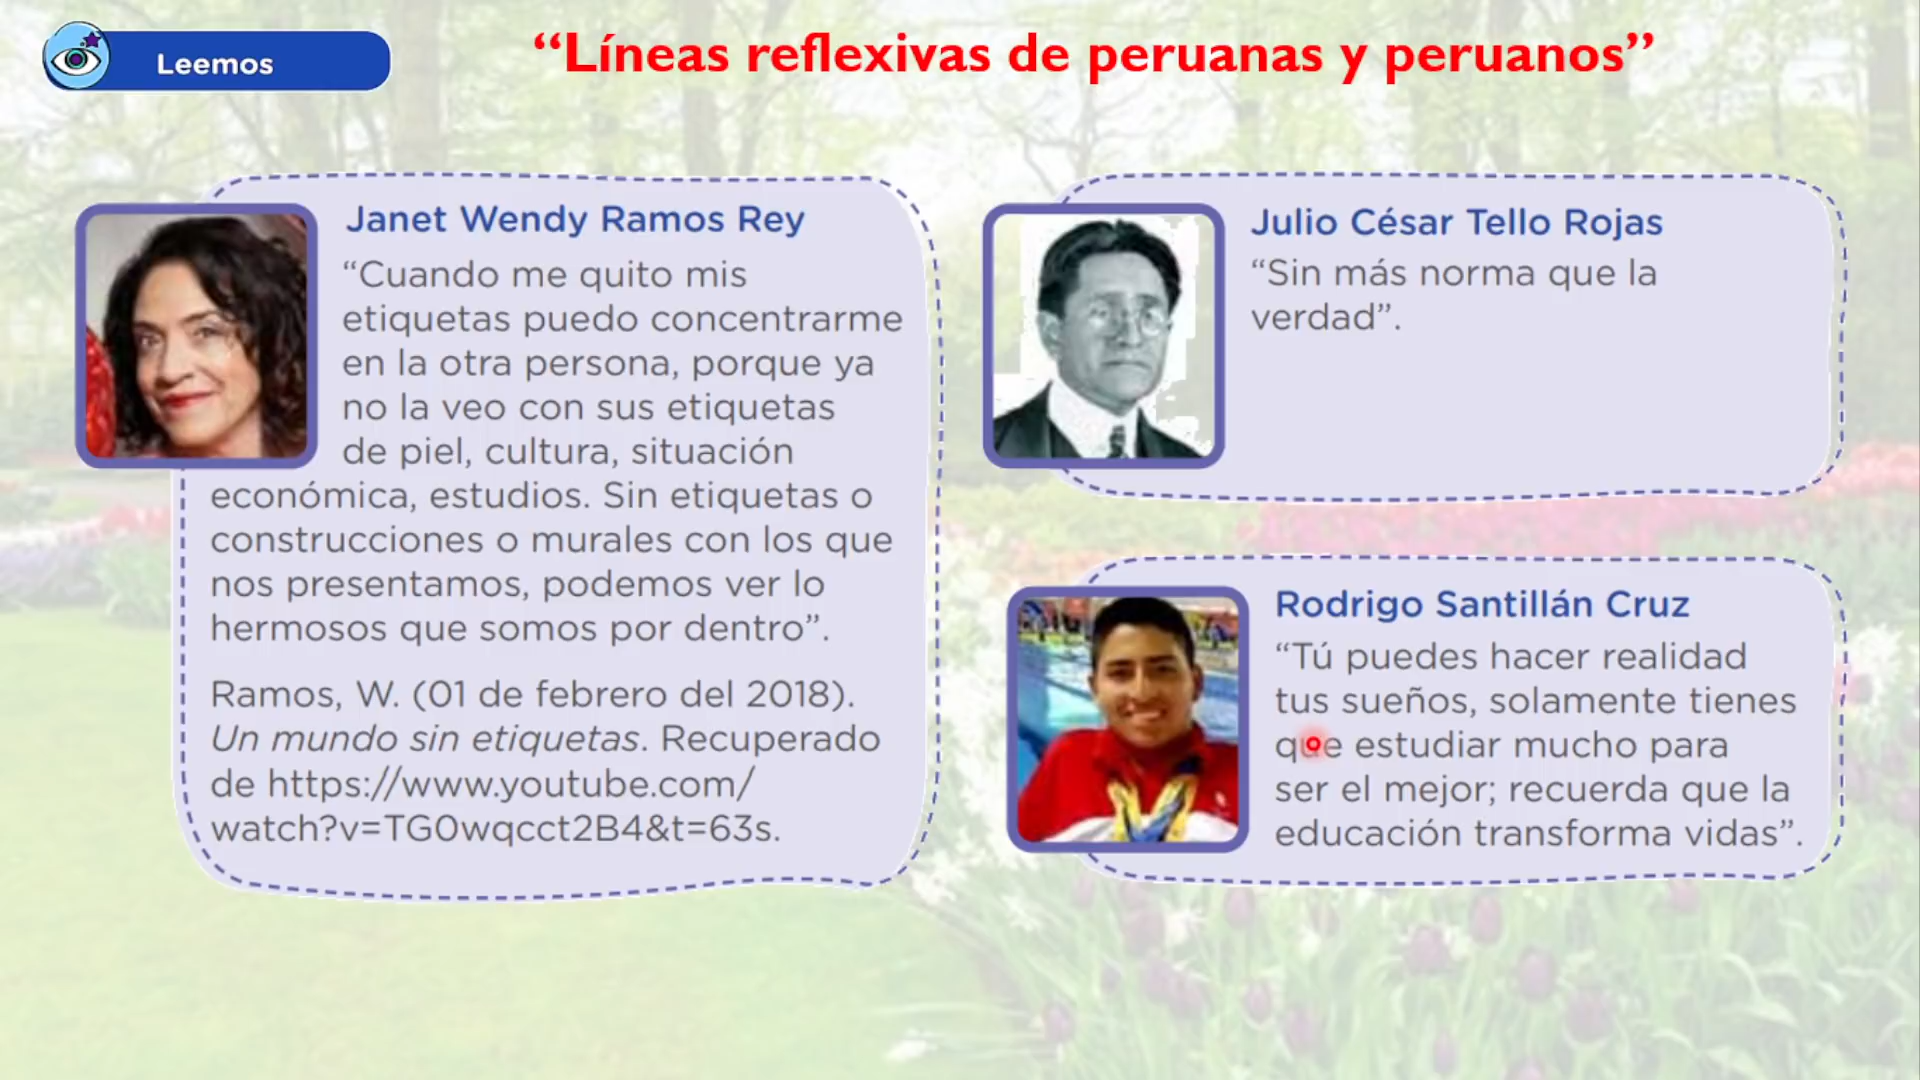 Leemos
“Líneas reflexivas de peruanas y peruanos”
Janet Wendy Ramos Rey
“Cuando me quito mis
etiquetas puedo concentrarme
en la otra persona, porque ya
no la veo con sus etiquetas
de piel, cultura, situación
económica, estudios. Sin etiquetas o
construcciones o murales con los que
nos presentamos, podemos ver lo
hermosos que somos por dentro”.
Ramos, W. (01 de febrero del 2018).
Un mundo sin etiquetas. Recuperado
de https://www.youtube.com/
watch?v=TG0wqcct2B4&t=63s.
Julio César Tello Rojas
“Sin más norma que la
verdad”.
Rodrigo Santillán Cruz
“Tú puedes hacer realidad
tus sueños, solamente tienes
que estudiar mucho para
ser el mejor; recuerda que la
educación transforma vidas”.